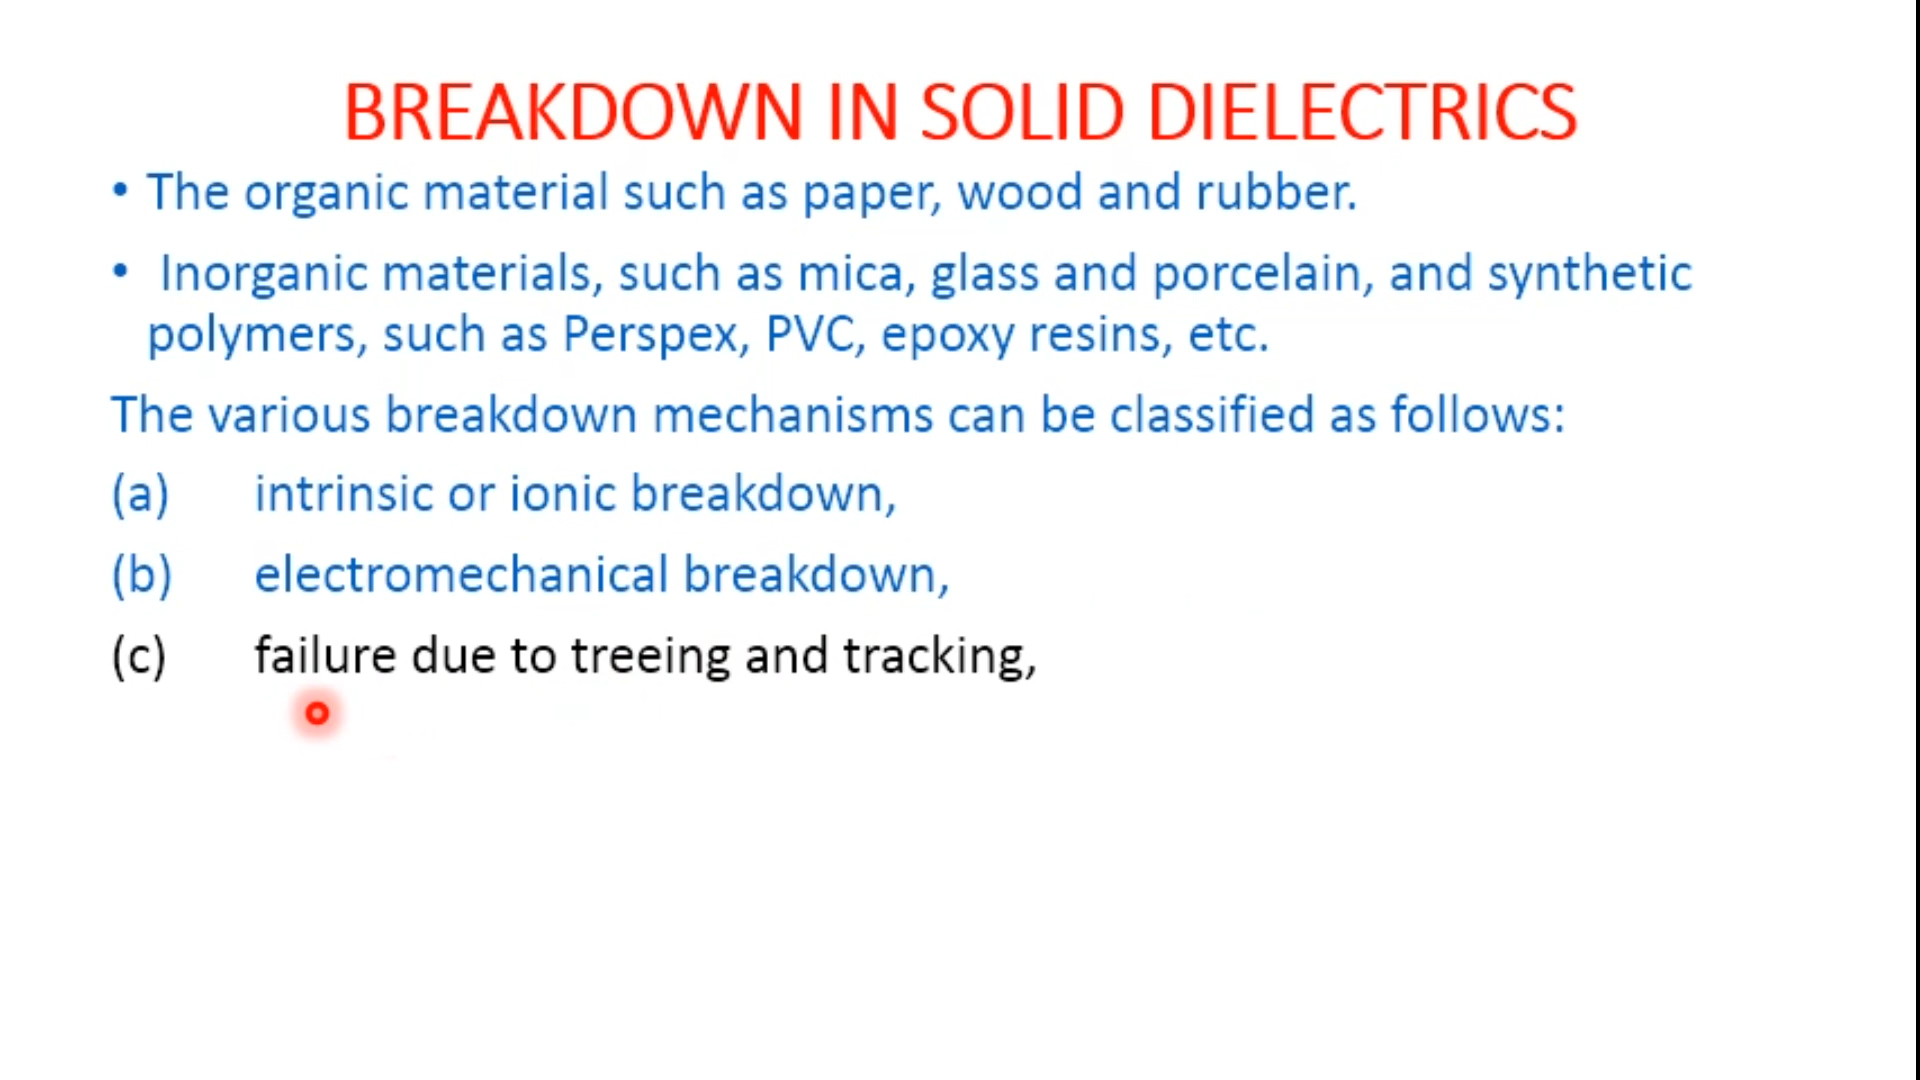 BREAKDOWN IN SOLID DIELECTRICS
• The organic material such as paper, wood and rubber.
• Inorganic materials, such as mica, glass and porcelain, and synthetic
polymers, such as Perspex, PVC, epoxy resins, etc.
The various breakdown mechanisms can be classified as follows:
(a) intrinsic or ionic breakdown,
(b) electromechanical breakdown,
(c) failure due to treeing and tracking,